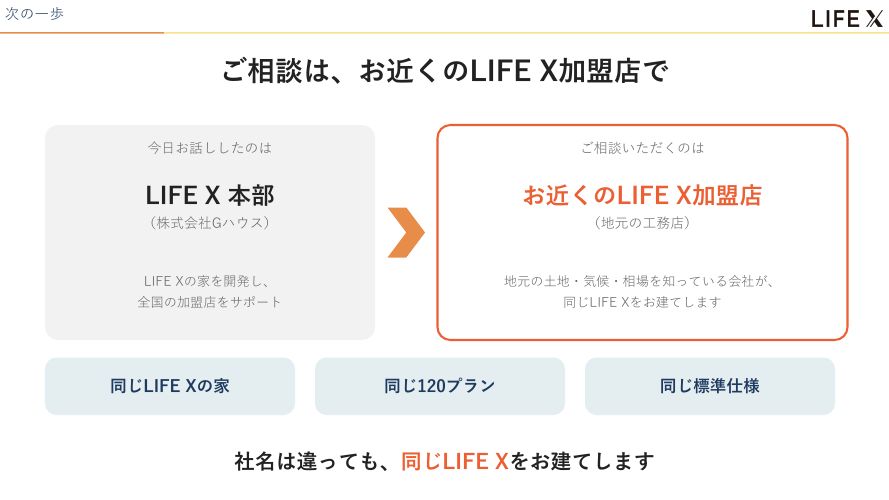 次の一歩
LIFE X
ご相談は、お近くのLIFE X加盟店で
今日お話ししたのは
LIFE X 本部
（株式会社Gハウス）
LIFE Xの家を開発し、
全国の加盟店をサポート
ご相談いただくのは
お近くのLIFE X加盟店
（地元の工務店）
地元の土地・気候・相場を知っている会社が、
同じLIFE Xをお建てします
同じLIFE Xの家
同じ120プラン
同じ標準仕様
社名は違っても、同じLIFE Xをお建てします